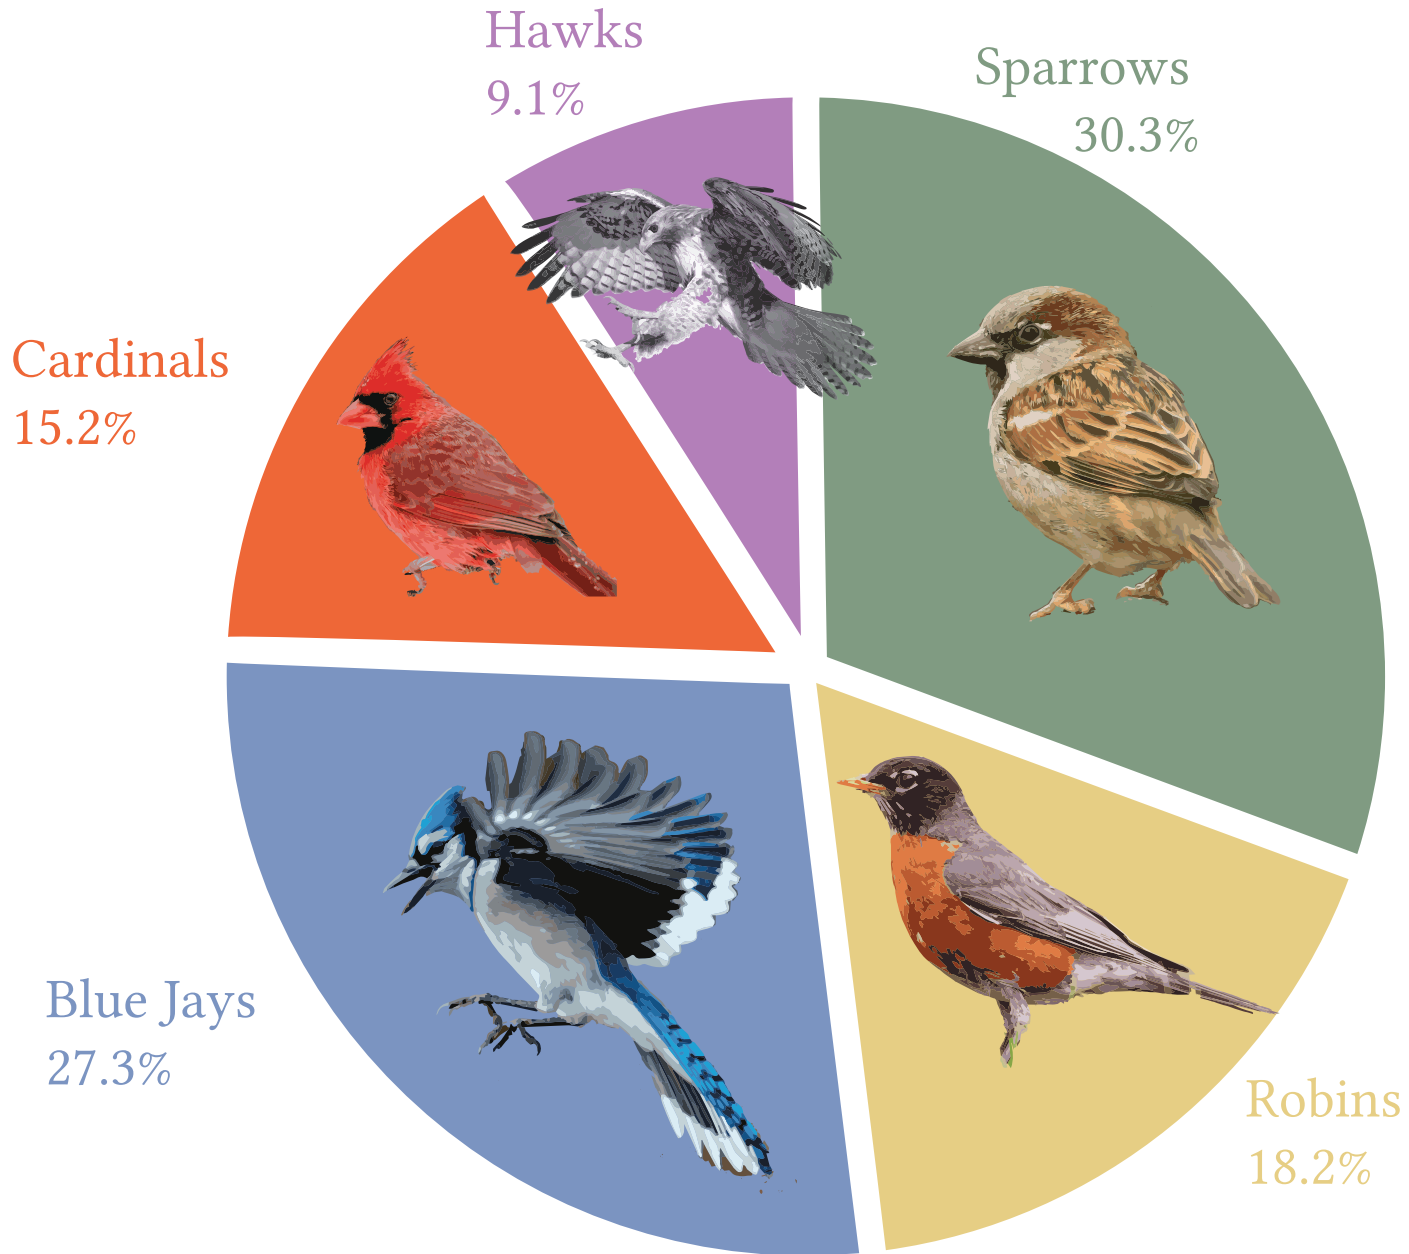 Hawks
9.1%
Sparrows
30.3%
Cardinals
15.2%
Blue Jays
27.3%
Robins
18.2%